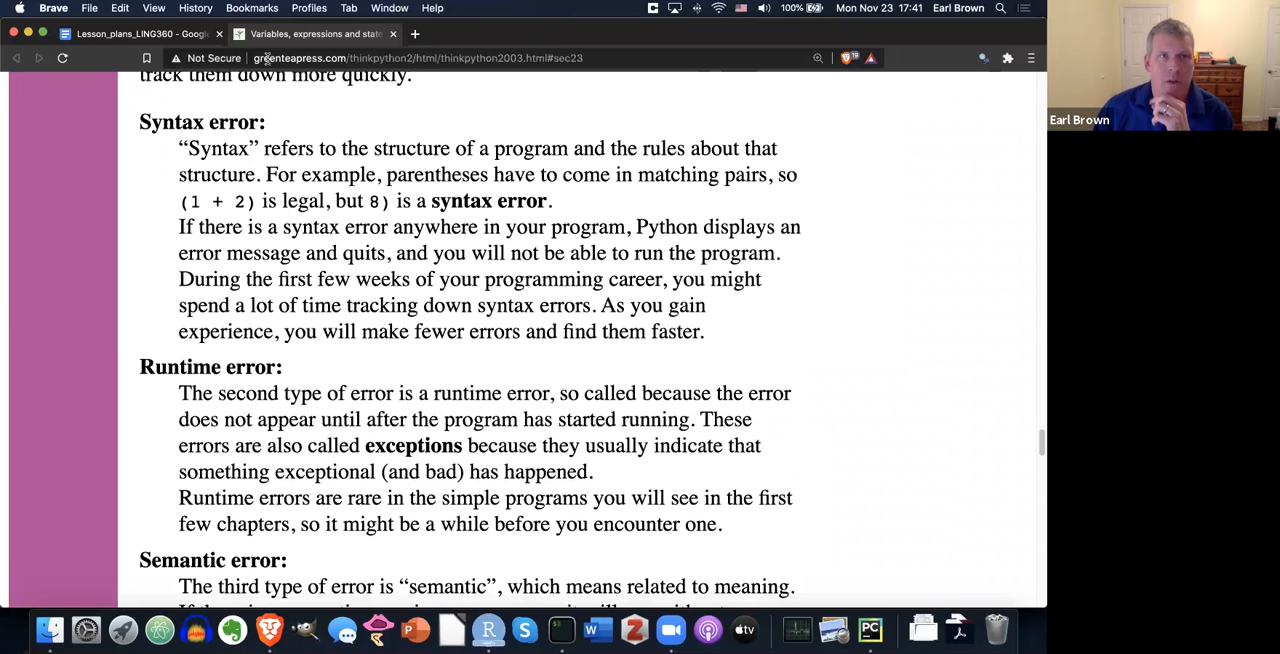 Brave File Edit View History Bookmarks Profiles Tab Window Help 100% Mon Nov 23 17:41 Earl Brown
Lesson_plans_LING360 - Googl × Variables, expressions and state × +
Not Secure | greenteapress.com/thinkpython2/html/thinkpython2003.html#sec23
track them down more quickly.
Syntax error:
“Syntax” refers to the structure of a program and the rules about that
structure. For example, parentheses have to come in matching pairs, so
(1 + 2) is legal, but 8) is a syntax error.
If there is a syntax error anywhere in your program, Python displays an
error message and quits, and you will not be able to run the program.
During the first few weeks of your programming career, you might
spend a lot of time tracking down syntax errors. As you gain
experience, you will make fewer errors and find them faster.
Runtime error:
The second type of error is a runtime error, so called because the error
does not appear until after the program has started running. These
errors are also called exceptions because they usually indicate that
something exceptional (and bad) has happened.
Runtime errors are rare in the simple programs you will see in the first
few chapters, so it might be a while before you encounter one.
Semantic error:
The third type of error is “semantic”, which means related to meaning.
Earl Brown